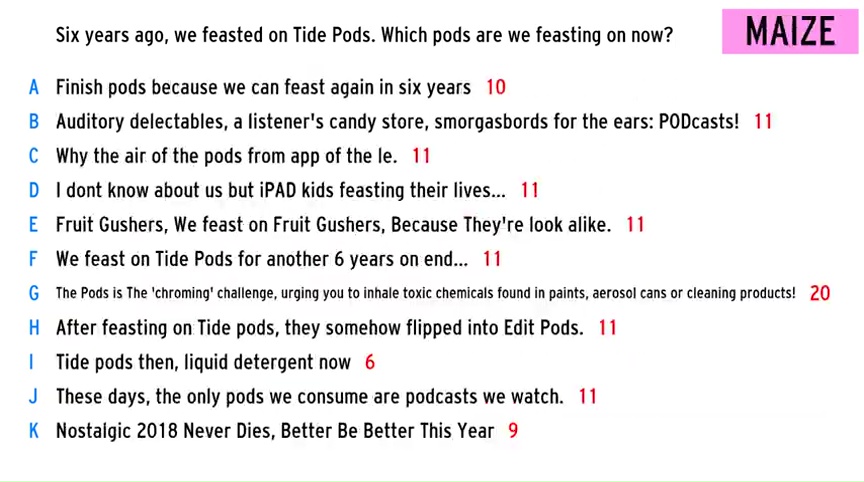 Six years ago, we feasted on Tide Pods. Which pods are we feasting on now?
MAIZE
A Finish pods because we can feast again in six years 10
B Auditory delectables, a listener's candy store, smorgasbords for the ears: PODcasts! 11
C Why the air of the pods from app of the le. 11
D I dont know about us but iPAD kids feasting their lives... 11
E Fruit Gushers, We feast on Fruit Gushers, Because They're look alike. 11
F We feast on Tide Pods for another 6 years on end... 11
G The Pods is The 'chroming' challenge, urging you to inhale toxic chemicals found in paints, aerosol cans or cleaning products! 20
H After feasting on Tide pods, they somehow flipped into Edit Pods. 11
I Tide pods then, liquid detergent now 6
J These days, the only pods we consume are podcasts we watch. 11
K Nostalgic 2018 Never Dies, Better Be Better This Year 9